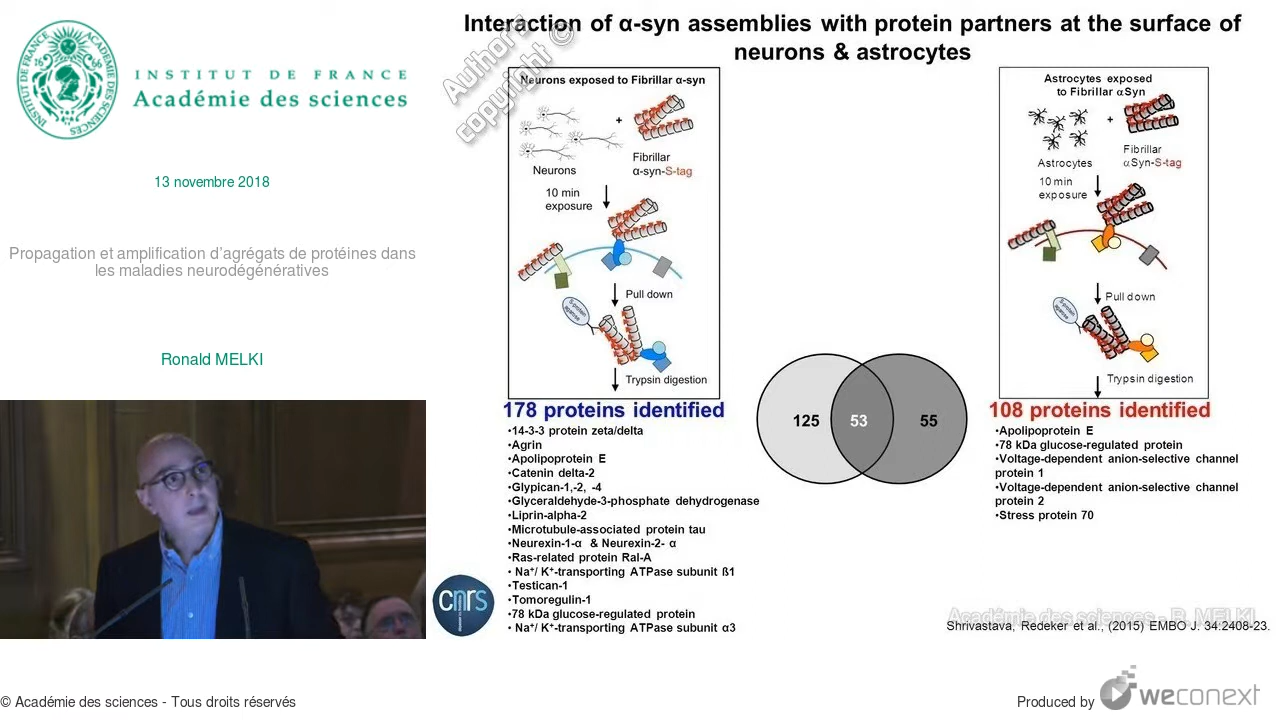 INSTITUT DE FRANCE
Académie des sciences
13 novembre 2018
Propagation et amplification d'agrégats de protéines dans
les maladies neurodégénératives
Ronald MELKI
Interaction of α-syn assemblies with protein partners at the surface of
neurons & astrocytes
Authors
copyright ©
Neurons exposed to Fibrillar α-syn
+
Neurons
Fibrillar
α-syn-S-tag
10 min
exposure
Pull down
S-protein
agarose
Trypsin digestion
178 proteins identified
•14-3-3 protein zeta/delta
•Agrin
•Apolipoprotein E
•Catenin delta-2
•Glypican-1,-2, -4
•Glyceraldehyde-3-phosphate dehydrogenase
•Liprin-alpha-2
•Microtubule-associated protein tau
•Neurexin-1-α & Neurexin-2- α
•Ras-related protein Ral-A
• Na⁺/ K⁺-transporting ATPase subunit ß1
•Testican-1
•Tomoregulin-1
•78 kDa glucose-regulated protein
• Na⁺/ K⁺-transporting ATPase subunit α3
125
53
55
Astrocytes exposed
to Fibrillar αSyn
+
Astrocytes
Fibrillar
αSyn-S-tag
10 min
exposure
Pull down
S-protein
agarose
Trypsin digestion
108 proteins identified
•Apolipoprotein E
•78 kDa glucose-regulated protein
•Voltage-dependent anion-selective channel
protein 1
•Voltage-dependent anion-selective channel
protein 2
•Stress protein 70
cnrs
Académie des sciences - R. MELKI
Shrivastava, Redeker et al., (2015) EMBO J. 34:2408-23.
© Académie des sciences - Tous droits réservés
Produced by
weconext